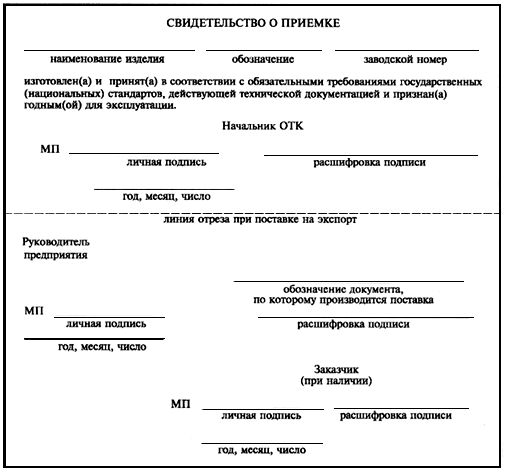 СВИДЕТЕЛЬСТВО О ПРИЕМКЕ
наименование изделия обозначение заводской номер
изготовлен(а) и принят(а) в соответствии с обязательными требованиями государственных
(национальных) стандартов, действующей технической документацией и признан(а)
годным(ой) для эксплуатации.
Начальник ОТК
МП
личная подпись расшифровка подписи
год, месяц, число
линия отреза при поставке на экспорт
Руководитель
предприятия
обозначение документа,
по которому производится поставка
МП
личная подпись расшифровка подписи
год, месяц, число
Заказчик
(при наличии)
МП
личная подпись расшифровка подписи
год, месяц, число